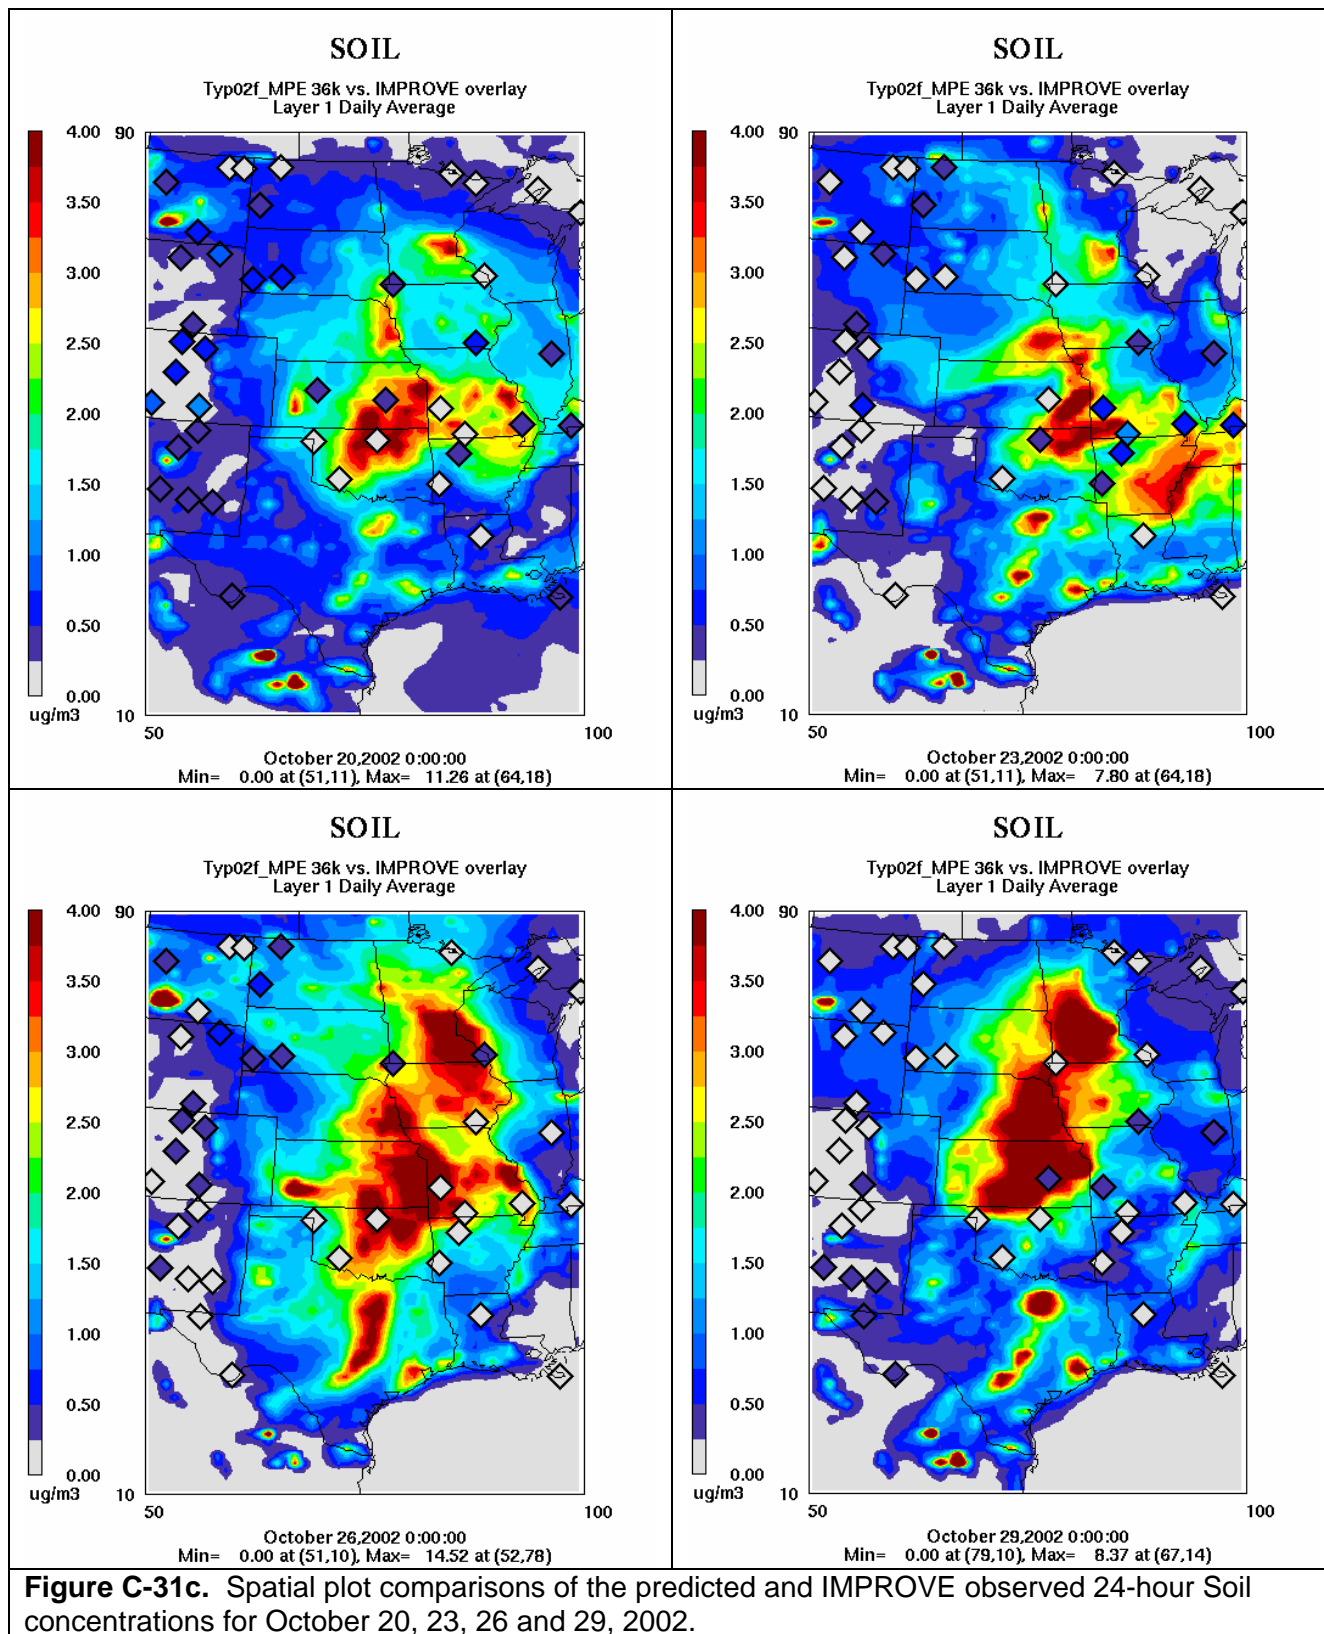 SOIL
Typ02f_MPE 36k vs. IMPROVE overlay
Layer 1 Daily Average
4.00
3.50
3.00
2.50
2.00
1.50
1.00
0.50
0.00
ug/m3
90
10
50
100
October 20,2002 0:00:00
Min= 0.00 at (51,11), Max= 11.26 at (64,18)
SOIL
Typ02f_MPE 36k vs. IMPROVE overlay
Layer 1 Daily Average
4.00
3.50
3.00
2.50
2.00
1.50
1.00
0.50
0.00
ug/m3
90
10
50
100
October 23,2002 0:00:00
Min= 0.00 at (51,11), Max= 7.80 at (64,18)
SOIL
Typ02f_MPE 36k vs. IMPROVE overlay
Layer 1 Daily Average
4.00
3.50
3.00
2.50
2.00
1.50
1.00
0.50
0.00
ug/m3
90
10
50
100
October 26,2002 0:00:00
Min= 0.00 at (51,10), Max= 14.52 at (52,78)
SOIL
Typ02f_MPE 36k vs. IMPROVE overlay
Layer 1 Daily Average
4.00
3.50
3.00
2.50
2.00
1.50
1.00
0.50
0.00
ug/m3
90
10
50
100
October 29,2002 0:00:00
Min= 0.00 at (79,10), Max= 8.37 at (67,14)
Figure C-31c. Spatial plot comparisons of the predicted and IMPROVE observed 24-hour Soil
concentrations for October 20, 23, 26 and 29, 2002.